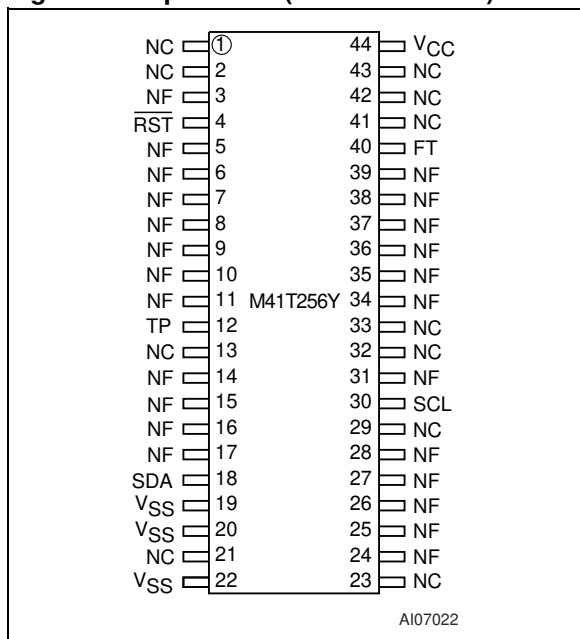 NC 1 44 VCC
NC 2 43 NC
NF 3 42 NC
RST 4 41 NC
NF 5 40 FT
NF 6 39 NF
NF 7 38 NF
NF 8 37 NF
NF 9 36 NF
NF 10 35 NF
NF 11 M41T256Y 34 NF
TP 12 33 NC
NC 13 32 NC
NF 14 31 NF
NF 15 30 SCL
NF 16 29 NC
NF 17 28 NF
SDA 18 27 NF
VSS 19 26 NF
VSS 20 25 NF
NC 21 24 NF
VSS 22 23 NC
AI07022